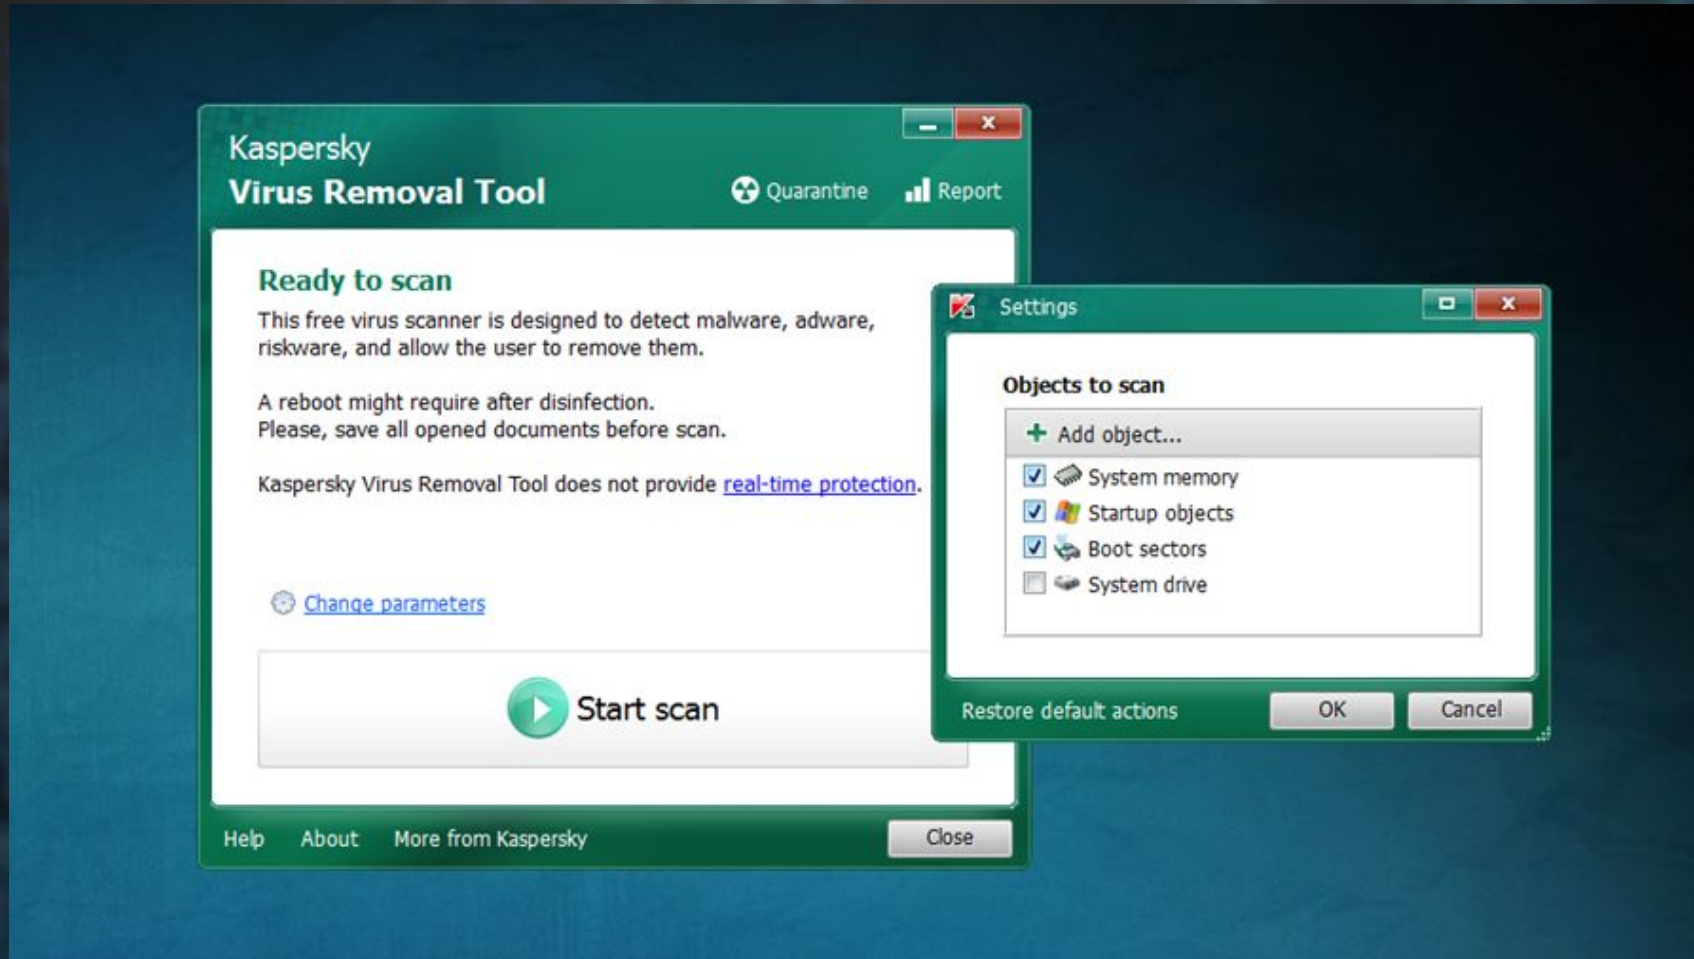 Kaspersky
Virus Removal Tool
Quarantine
Report
Ready to scan
This free virus scanner is designed to detect malware, adware,
riskware, and allow the user to remove them.
A reboot might require after disinfection.
Please, save all opened documents before scan.
Kaspersky Virus Removal Tool does not provide real-time protection.
Change parameters
Start scan
Help About More from Kaspersky
Close
Settings
Objects to scan
Add object...
System memory
Startup objects
Boot sectors
System drive
Restore default actions
OK
Cancel